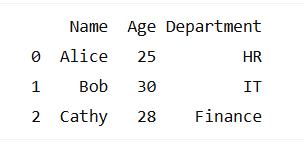 Name Age Department
0 Alice 25 HR
1 Bob 30 IT
2 Cathy 28 Finance